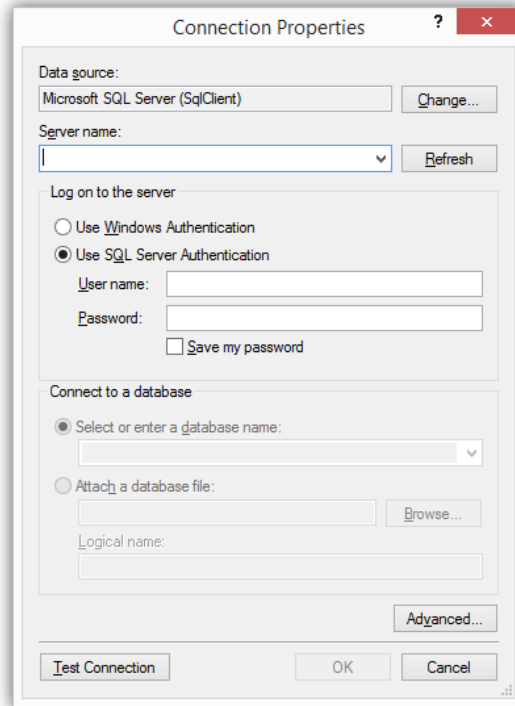 Connection Properties ?
Data source:
Microsoft SQL Server (SqlClient) Change...
Server name:
Refresh
Log on to the server
Use Windows Authentication
Use SQL Server Authentication
User name:
Password:
Save my password
Connect to a database
Select or enter a database name:
Attach a database file:
Browse...
Logical name:
Advanced...
Test Connection OK Cancel